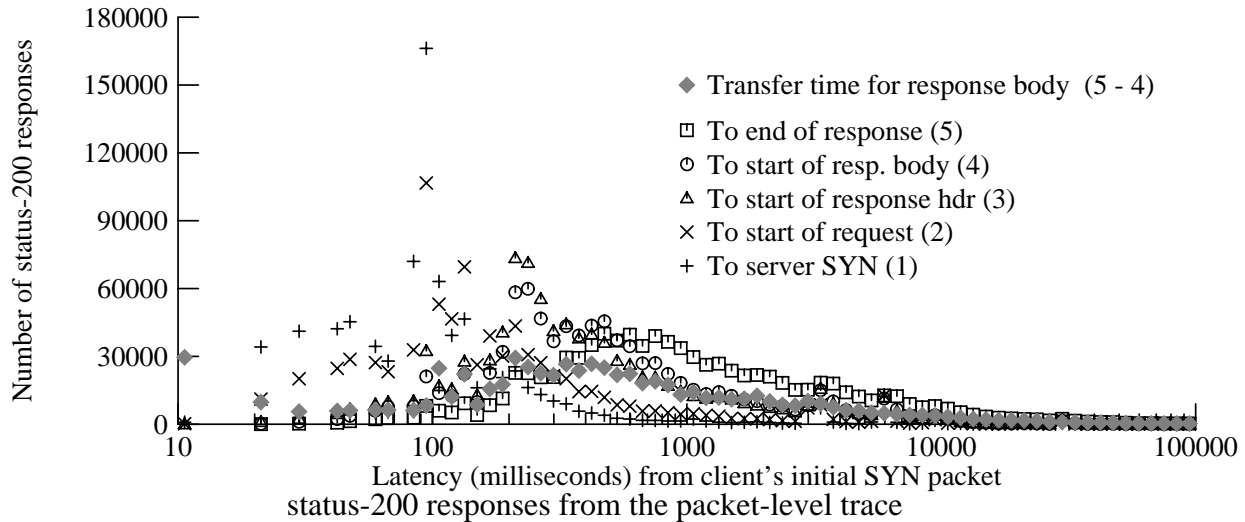 180000
150000
120000
90000
60000
30000
0
Number of status-200 responses
Transfer time for response body (5 - 4)
To end of response (5)
To start of resp. body (4)
To start of response hdr (3)
To start of request (2)
To server SYN (1)
10
100
1000
10000
100000
Latency (milliseconds) from client's initial SYN packet
status-200 responses from the packet-level trace